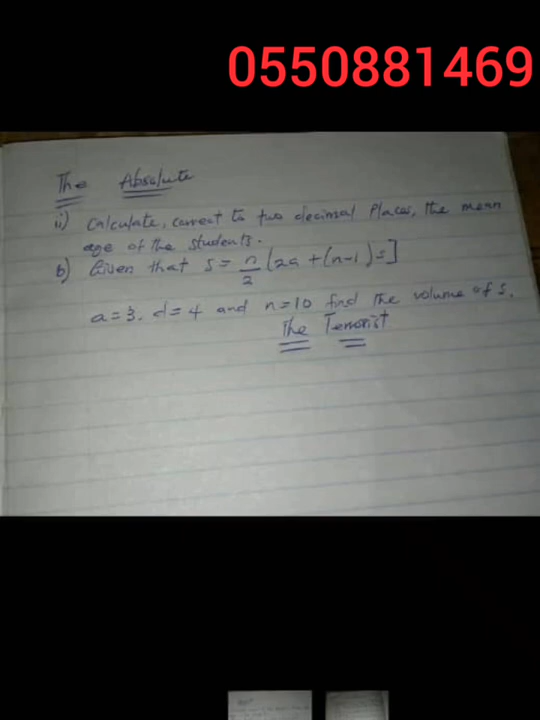 0550881469
The Absolute
ii) Calculate, correct to two decimal Places, the mean
age of the students.
b) Given that S = n/2 [2a + (n-1) = ]
a = 3, d = 4 and n = 10 find the volume of S.
The Terrorist